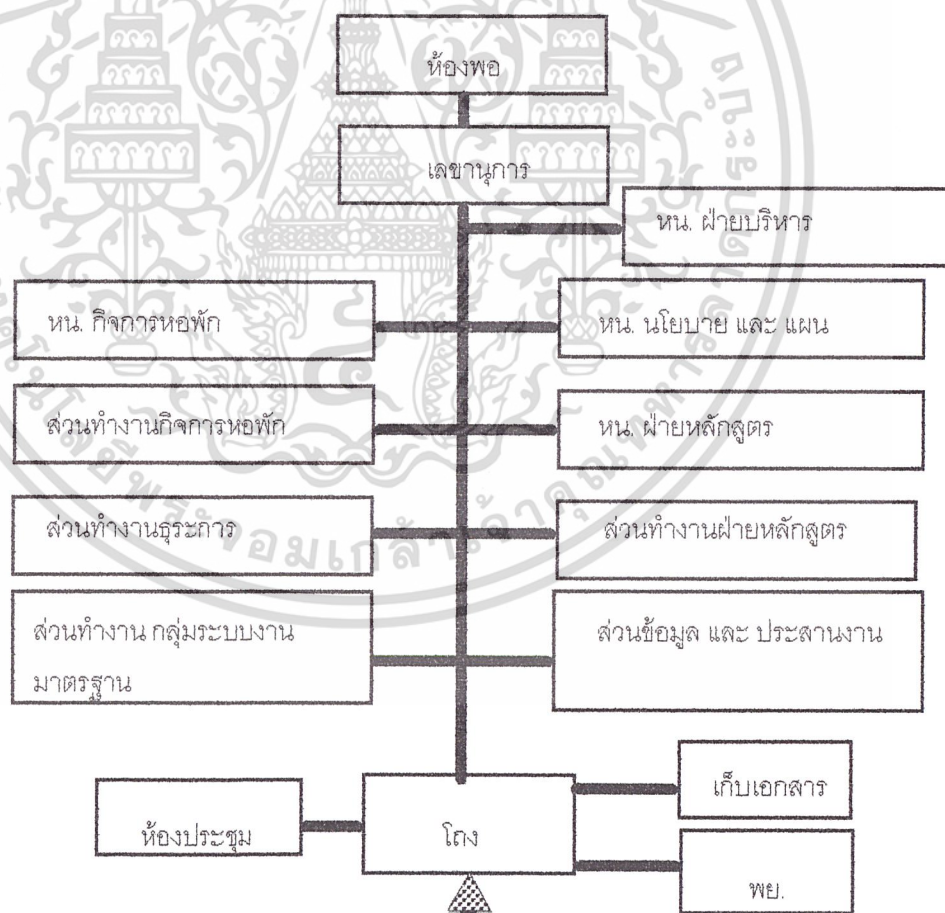 ห้องพอ
เลขานุการ
หน. ฝ่ายบริหาร
หน. กิจการหอพัก
หน. นโยบาย และ แผน
ส่วนทำงานกิจการหอพัก
หน. ฝ่ายหลักสูตร
ส่วนทำงานธุระการ
ส่วนทำงานฝ่ายหลักสูตร
ส่วนทำงาน กลุ่มระบบงาน
มาตรฐาน
ส่วนข้อมูล และ ประสานงาน
เก็บเอกสาร
ห้องประชุม
โถง
พย.